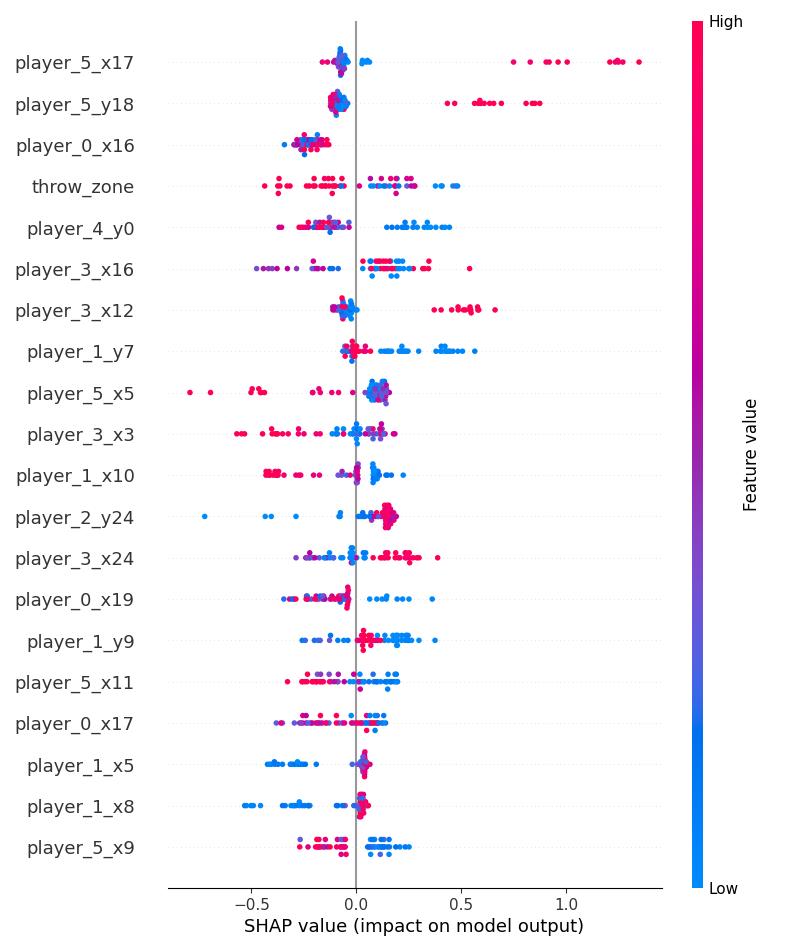 High
player_5_x17
player_5_y18
player_0_x16
throw_zone
player_4_y0
player_3_x16
player_3_x12
player_1_y7
player_5_x5
player_3_x3
player_1_x10
player_2_y24
player_3_x24
player_0_x19
player_1_y9
player_5_x11
player_0_x17
player_1_x5
player_1_x8
player_5_x9
Feature value
Low
−0.5 0.0 0.5 1.0
SHAP value (impact on model output)